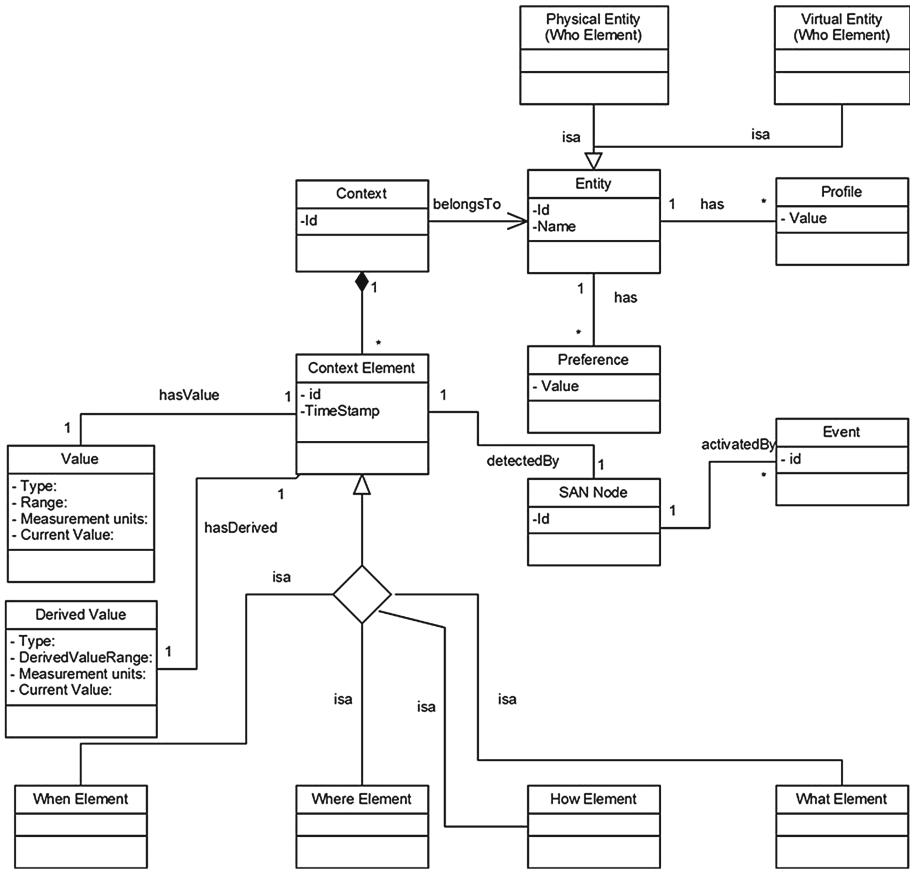 Physical Entity
(Who Element)
Virtual Entity
(Who Element)
isa
isa
Context
-Id
belongsTo
Entity
-Id
-Name
1
has
*
Profile
- Value
1
1
has
*
*
Preference
- Value
Context Element
- id
-TimeStamp
hasValue
1
1
1
detectedBy
1
Value
- Type:
- Range:
- Measurement units:
- Current Value:
1
hasDerived
SAN Node
-Id
1
activatedBy
*
Event
- id
isa
Derived Value
- Type:
- DerivedValueRange:
- Measurement units:
- Current Value:
1
isa
isa
isa
When Element
Where Element
How Element
What Element